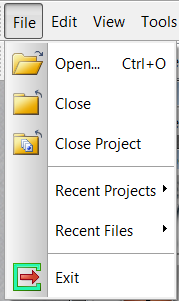 File Edit View Tools
Open... Ctrl+O
Close
Close Project
Recent Projects
Recent Files
Exit